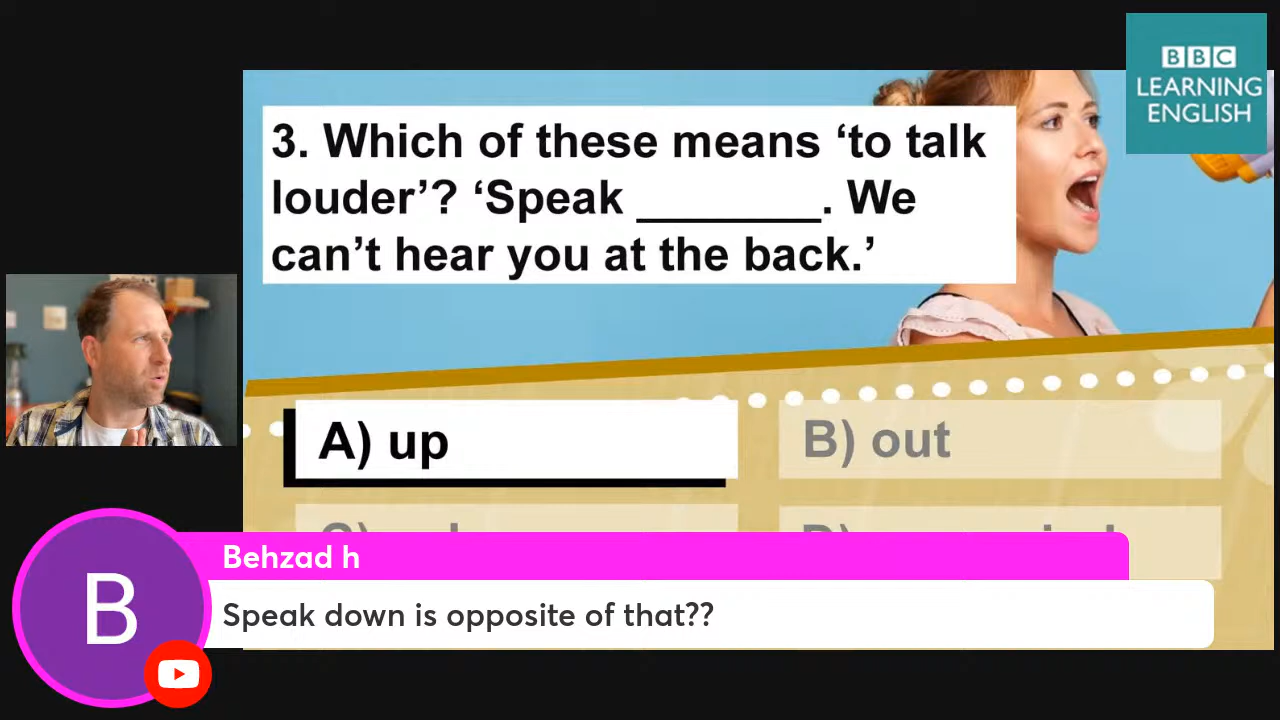 BBC
LEARNING
ENGLISH
3. Which of these means ‘to talk
louder’? ‘Speak _______. We
can’t hear you at the back.’
A) up
B) out
Behzad h
B
Speak down is opposite of that??